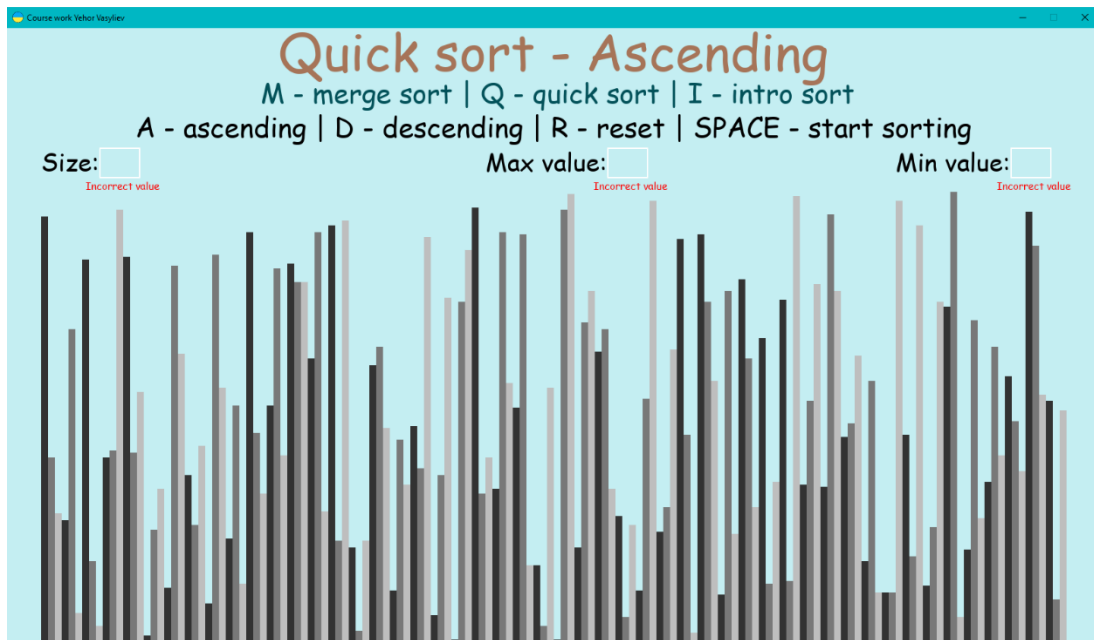 Course work Yehor Vasyliev
Quick sort - Ascending
M - merge sort | Q - quick sort | I - intro sort
A - ascending | D - descending | R - reset | SPACE - start sorting
Size: Max value: Min value:
Incorrect value Incorrect value Incorrect value